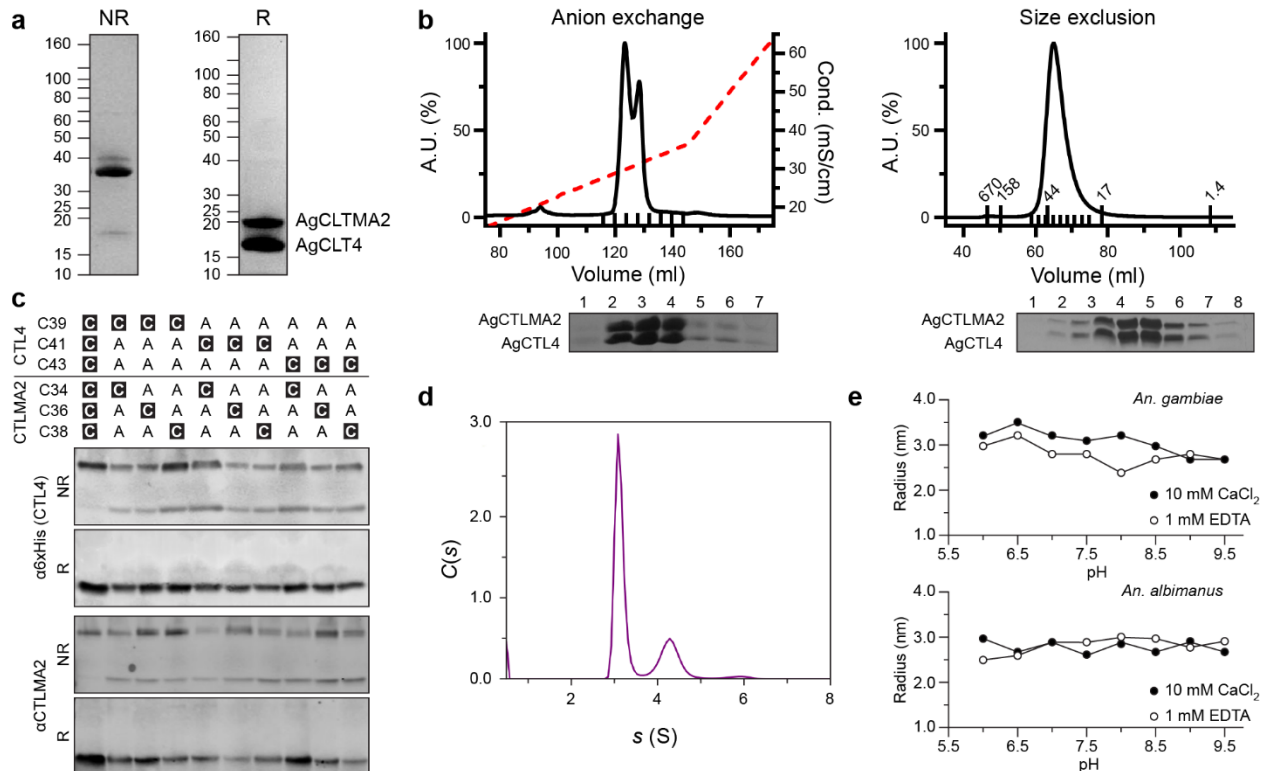 a
NR
R
160
100
80
60
50
40
30
25
20
15
10
160
100
80
60
50
40
30
25
20
15
10
AgCLTMA2
AgCLT4
b
Anion exchange
A.U. (%)
100
50
0
Cond. (mS/cm)
60
50
40
30
20
80 100 120 140 160
Volume (ml)
1 2 3 4 5 6 7
AgCTLMA2
AgCTL4
Size exclusion
A.U. (%)
100
50
0
670 158 44 17 1.4
40 60 80 100
Volume (ml)
1 2 3 4 5 6 7 8
AgCTLMA2
AgCTL4
c
CTL4
C39 C C C C A A A A A A
C41 C A A A C C C A A A
C43 C A A A A A A C C C
CTLMA2
C34 C C A A C A A C A A
C36 C A C A A C A A C A
C38 C A A C A A C A A C
α6xHis (CTL4)
NR
R
αCTLMA2
NR
R
d
C(s)
3.0
2.0
1.0
0.0
2 4 6 8
s (S)
e
An. gambiae
Radius (nm)
4.0
3.0
2.0
1.0
10 mM CaCl₂
1 mM EDTA
5.5 6.5 7.5 8.5 9.5
pH
An. albimanus
Radius (nm)
4.0
3.0
2.0
1.0
10 mM CaCl₂
1 mM EDTA
5.5 6.5 7.5 8.5 9.5
pH